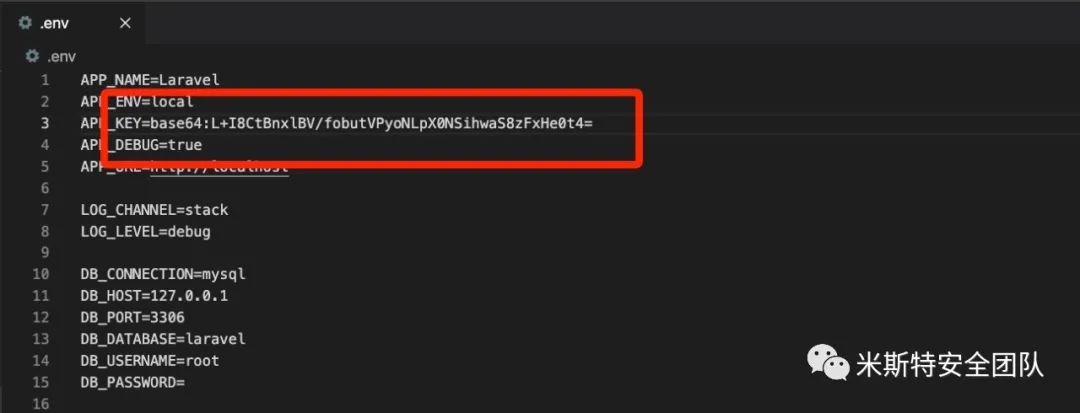 .env
.env
1 APP_NAME=Laravel
2 APP_ENV=local
3 APP_KEY=base64:L+I8CtBnxlBV/fobutVPyoNLpX0NSihwaS8zFxHe0t4=
4 APP_DEBUG=true
5 APP_URL=http://localhost
6
7 LOG_CHANNEL=stack
8 LOG_LEVEL=debug
9
10 DB_CONNECTION=mysql
11 DB_HOST=127.0.0.1
12 DB_PORT=3306
13 DB_DATABASE=laravel
14 DB_USERNAME=root
15 DB_PASSWORD=
16
米斯特安全团队